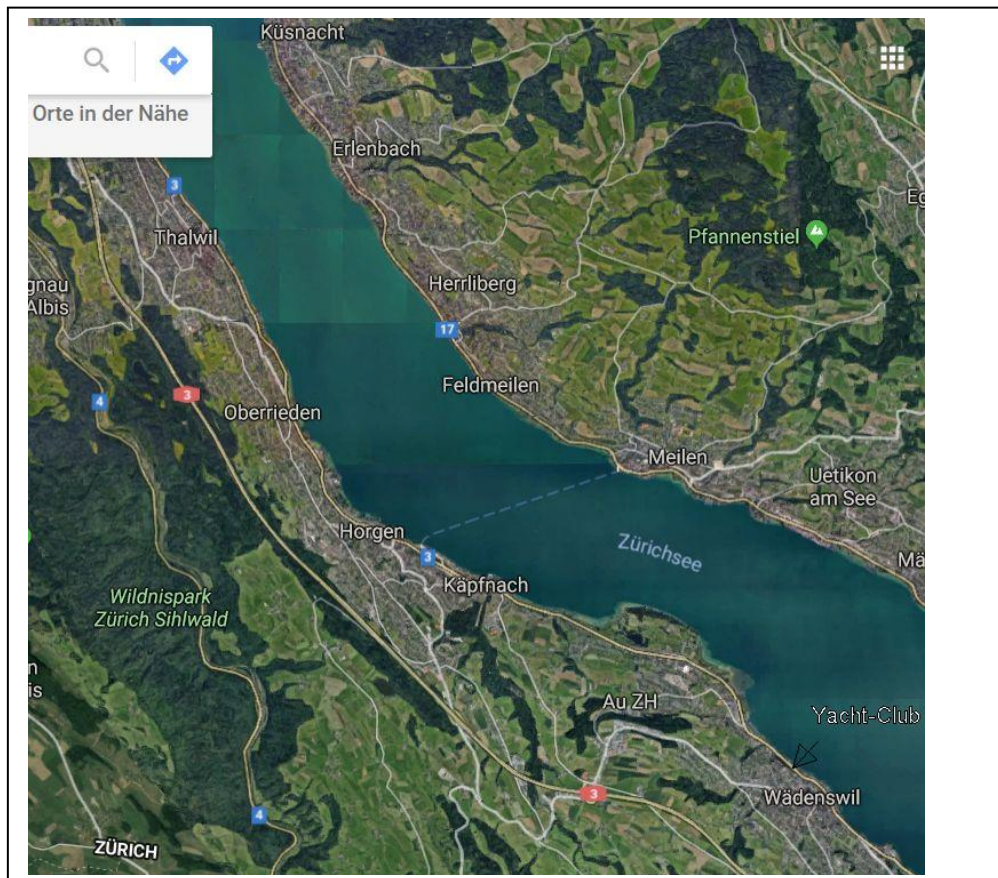 Küsnacht
Orte in der Nähe
Erlenbach
3
Thalwil
Pfannenstiel
Herrliberg
17
Feldmeilen
4
3
Oberrieden
Meilen
Uetikon
am See
Horgen
3
Zürichsee
Käpfnach
Wildnispark
Zürich Sihlwald
Au ZH
Yacht-Club
3
Wädenswil
4
ZÜRICH
gnau
Albis
Eg
Mä
n
is